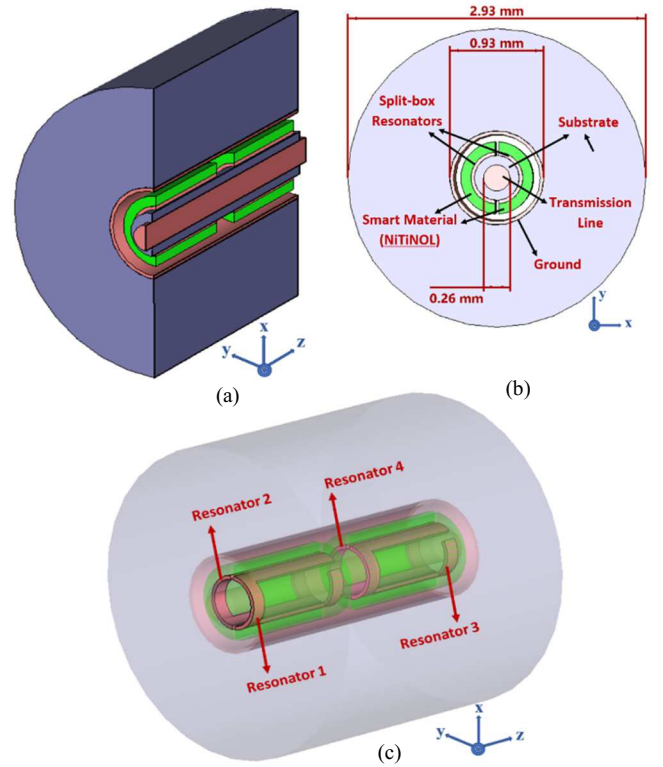 2.93 mm
0.93 mm
Split-box
Resonators
Substrate
Smart Material
(NiTiNOL)
Transmission
Line
Ground
0.26 mm
x
y
z
y
x
(a)
(b)
Resonator 4
Resonator 2
Resonator 3
Resonator 1
x
y
z
(c)